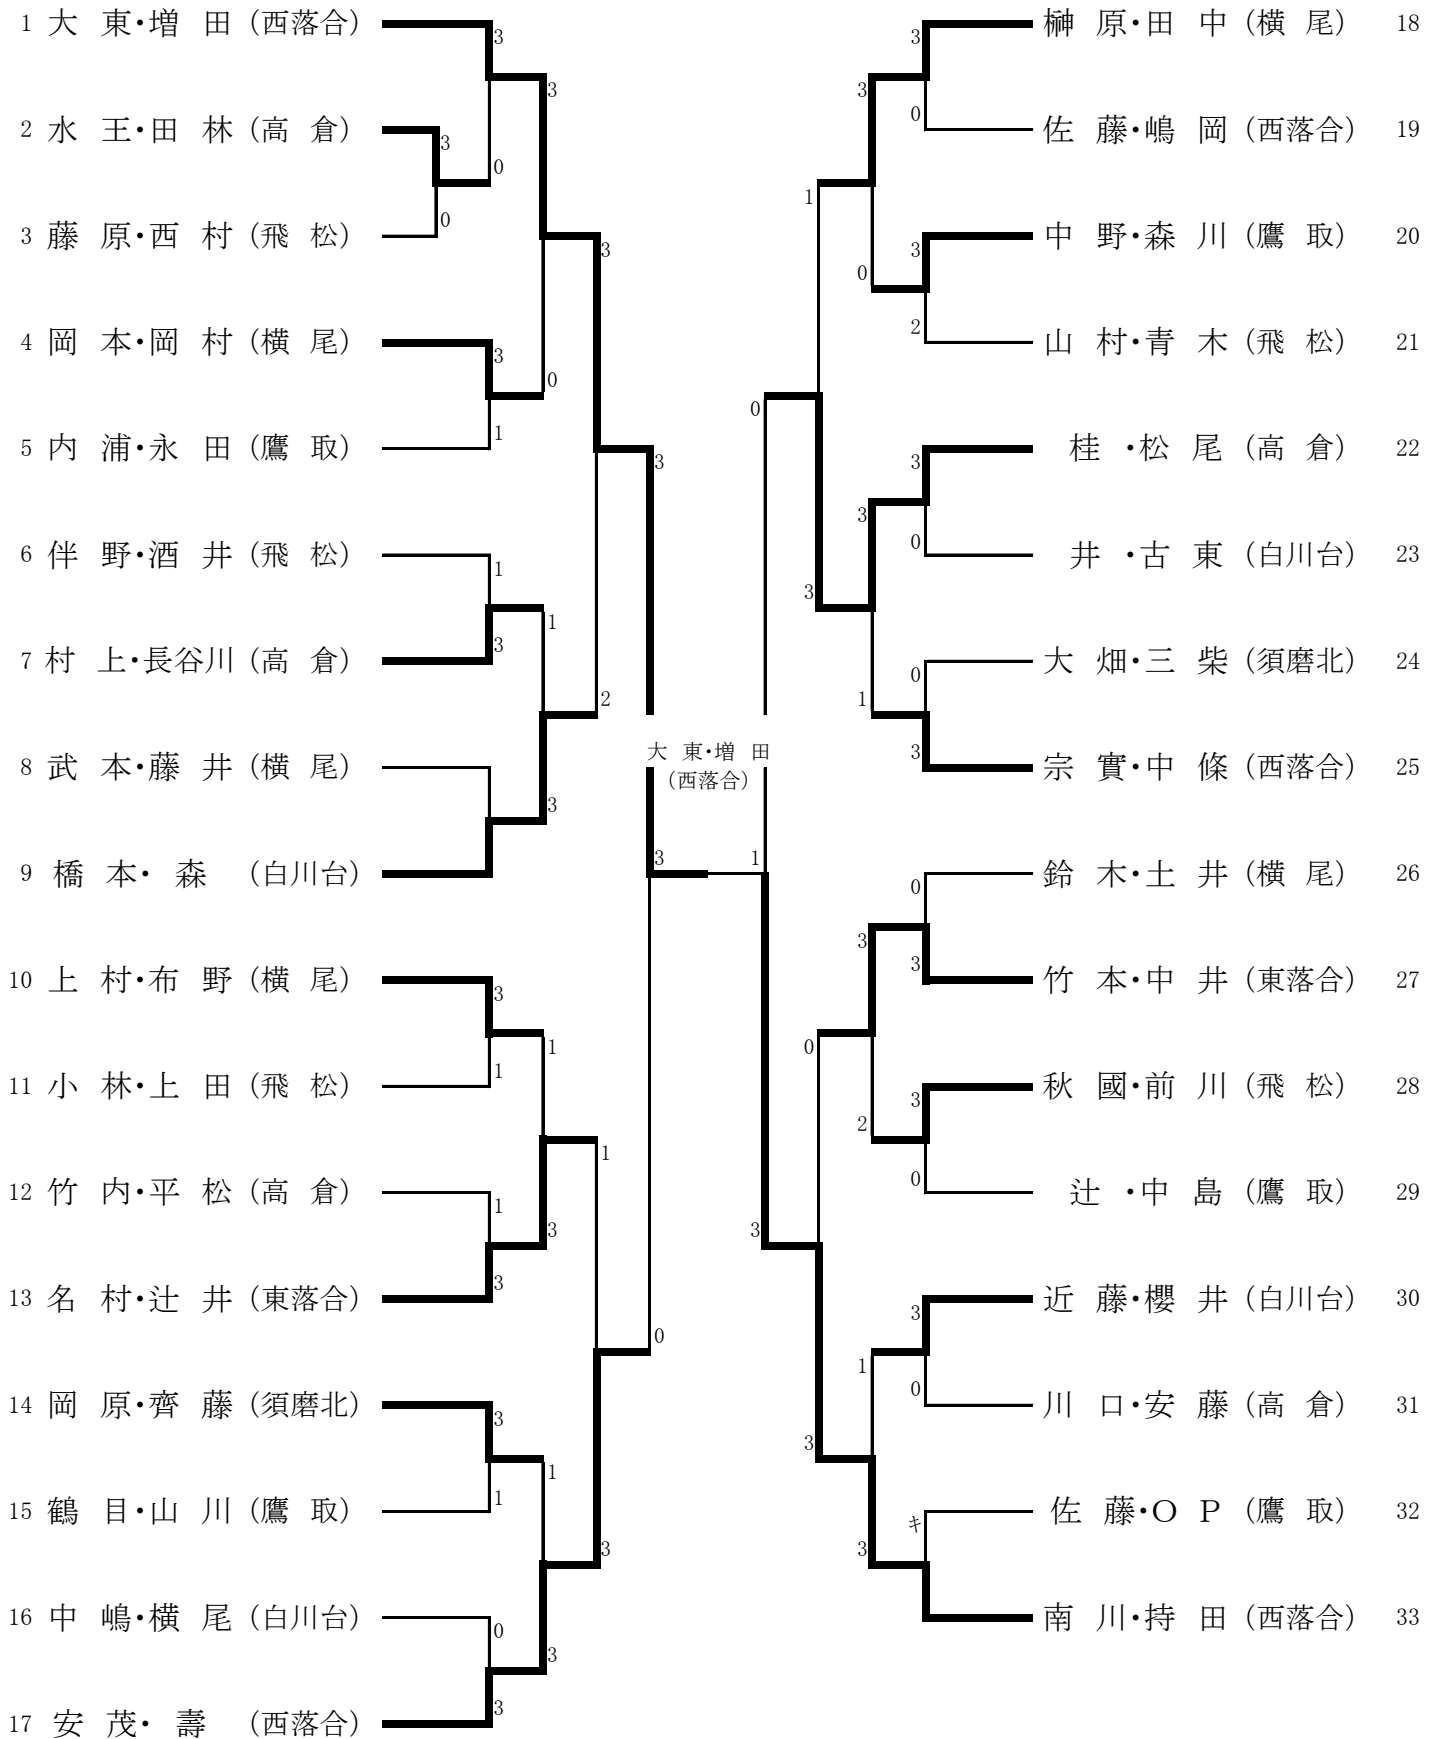 1 大 東・増 田 (西落合)
3
3
2 水 王・田 林 (高 倉)
3
0
3 藤 原・西 村 (飛 松)
0
3
4 岡 本・岡 村 (横 尾)
3
0
5 内 浦・永 田 (鷹 取)
1
3
6 伴 野・酒 井 (飛 松)
1
1
7 村 上・長谷川 (高 倉)
3
2
8 武 本・藤 井 (横 尾)
3
9 橋 本・ 森 (白川台)
10 上 村・布 野 (横 尾)
3
1
11 小 林・上 田 (飛 松)
1
1
12 竹 内・平 松 (高 倉)
1
3
13 名 村・辻 井 (東落合)
3
0
14 岡 原・齊 藤 (須磨北)
3
1
15 鶴 目・山 川 (鷹 取)
1
3
16 中 嶋・横 尾 (白川台)
0
3
17 安 茂・ 壽 (西落合)
3
大 東・増 田
(西落合)
3 1
榊 原・田 中 (横 尾) 18
3
3
0
佐 藤・嶋 岡 (西落合) 19
1
中 野・森 川 (鷹 取) 20
3
0
2
山 村・青 木 (飛 松) 21
0
桂 ・松 尾 (高 倉) 22
3
3
0
井 ・古 東 (白川台) 23
3
大 畑・三 柴 (須磨北) 24
0
1
3
宗 實・中 條 (西落合) 25
鈴 木・土 井 (横 尾) 26
0
3
3
竹 本・中 井 (東落合) 27
0
秋 國・前 川 (飛 松) 28
3
2
0
辻 ・中 島 (鷹 取) 29
3
近 藤・櫻 井 (白川台) 30
3
1
0
川 口・安 藤 (高 倉) 31
3
佐 藤・O P (鷹 取) 32
キ
3
南 川・持 田 (西落合) 33